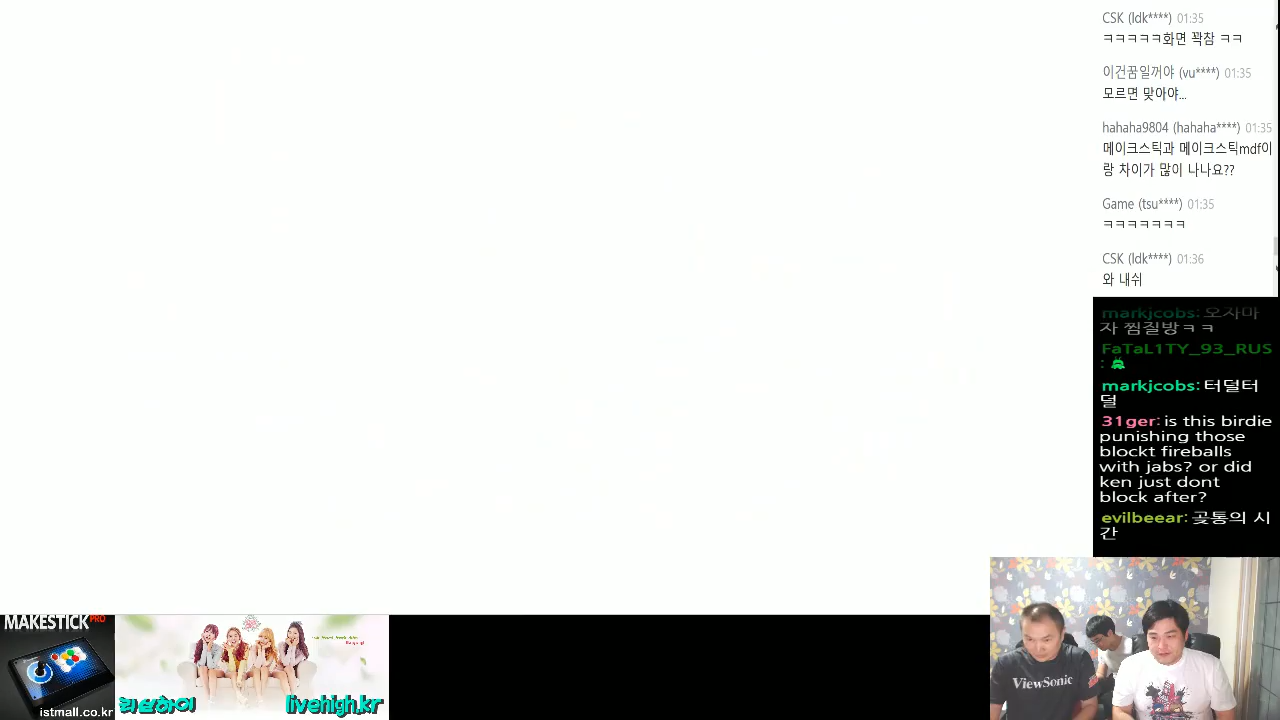 CSK (ldk****) 01:35
ㅋㅋㅋㅋㅋ화면 꽉참 ㅋㅋ
이건꿈일꺼야 (vu****) 01:35
모르면 맞아야...
hahaha9804 (hahaha****) 01:35
메이크스틱과 메이크스틱mdf이
랑 차이가 많이 나나요??
Game (tsu****) 01:35
ㅋㅋㅋㅋㅋㅋㅋ
CSK (ldk****) 01:36
와 내쉬
markjcobs: 오자마
자 찜질방ㅋㅋ
FaTaL1TY_93_RUS
:
markjcobs: 터덜터
덜
31ger: is this birdie
punishing those
blockt fireballs
with jabs? or did
ken just dont
block after?
evilbeear: 곶통의 시
간
MAKESTICK PRO
istmall.co.kr
리브하이
livehigh.kr
ViewSonic